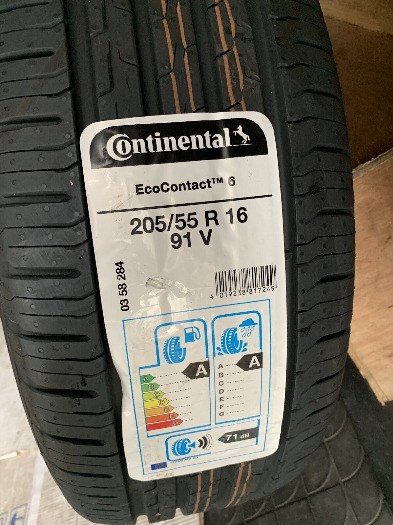 Continental
EcoContact™ 6
205/55 R 16
91 V
03 58 284
A
A
A
B
C
D
E
F
G
71 dB